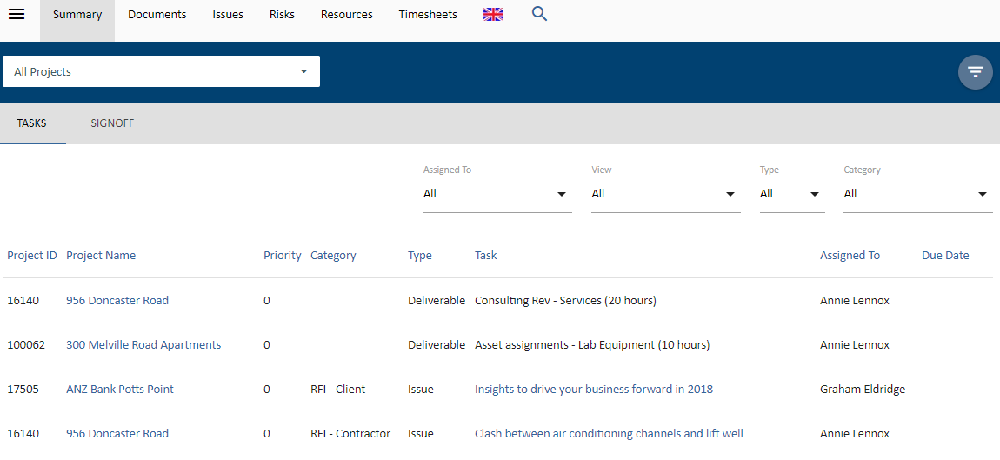 Summary Documents Issues Risks Resources Timesheets
All Projects
TASKS SIGNOFF
Assigned To View Type Category
All All All All
Project ID Project Name Priority Category Type Task Assigned To Due Date
16140 956 Doncaster Road 0 Deliverable Consulting Rev - Services (20 hours) Annie Lennox
100062 300 Melville Road Apartments 0 Deliverable Asset assignments - Lab Equipment (10 hours) Annie Lennox
17505 ANZ Bank Potts Point 0 RFI - Client Issue Insights to drive your business forward in 2018 Graham Eldridge
16140 956 Doncaster Road 0 RFI - Contractor Issue Clash between air conditioning channels and lift well Annie Lennox